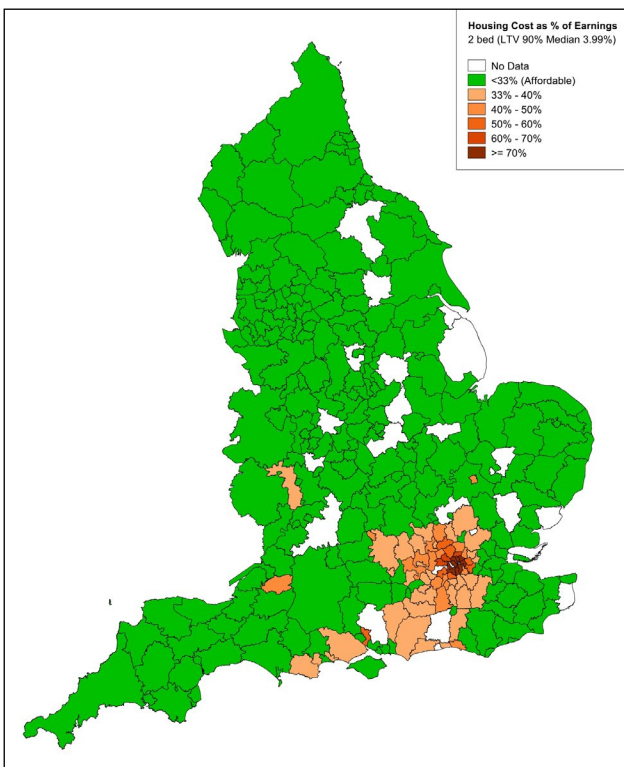 Housing Cost as % of Earnings
2 bed (LTV 90% Median 3.99%)
No Data
<33% (Affordable)
33% - 40%
40% - 50%
50% - 60%
60% - 70%
>= 70%